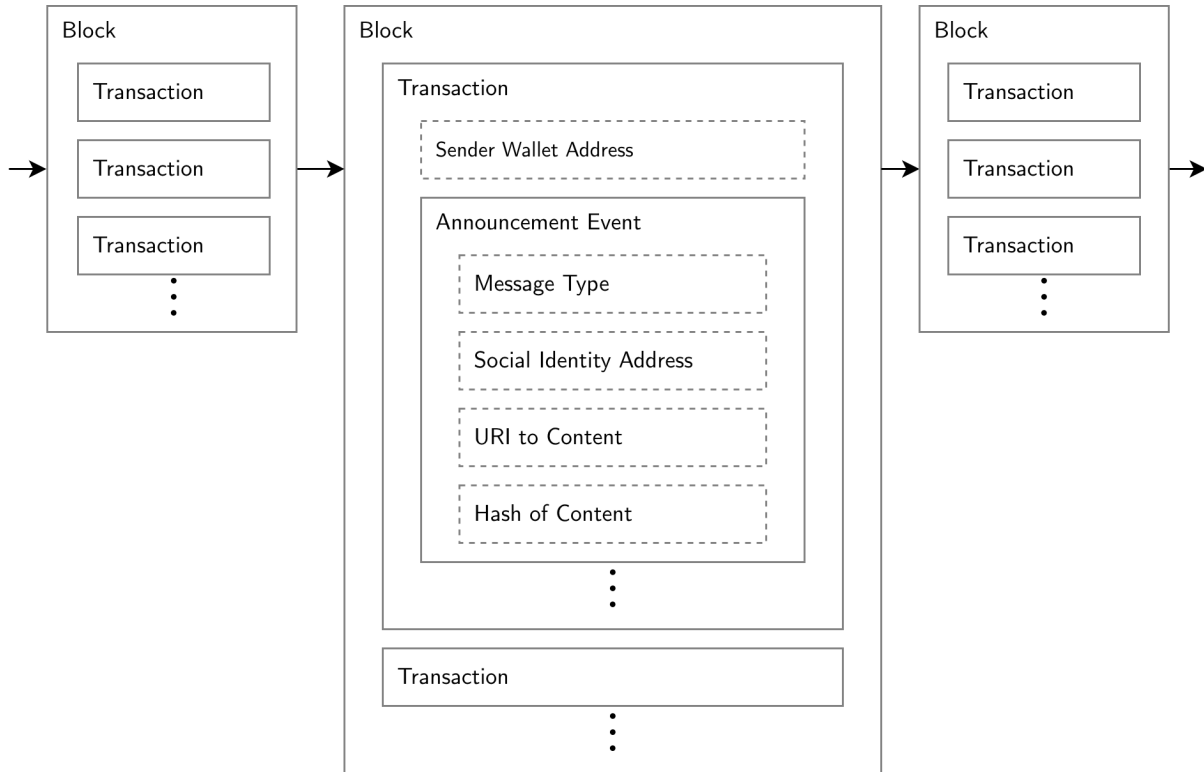 Block
Transaction
Transaction
Transaction
Block
Transaction
Sender Wallet Address
Announcement Event
Message Type
Social Identity Address
URI to Content
Hash of Content
Transaction
Block
Transaction
Transaction
Transaction